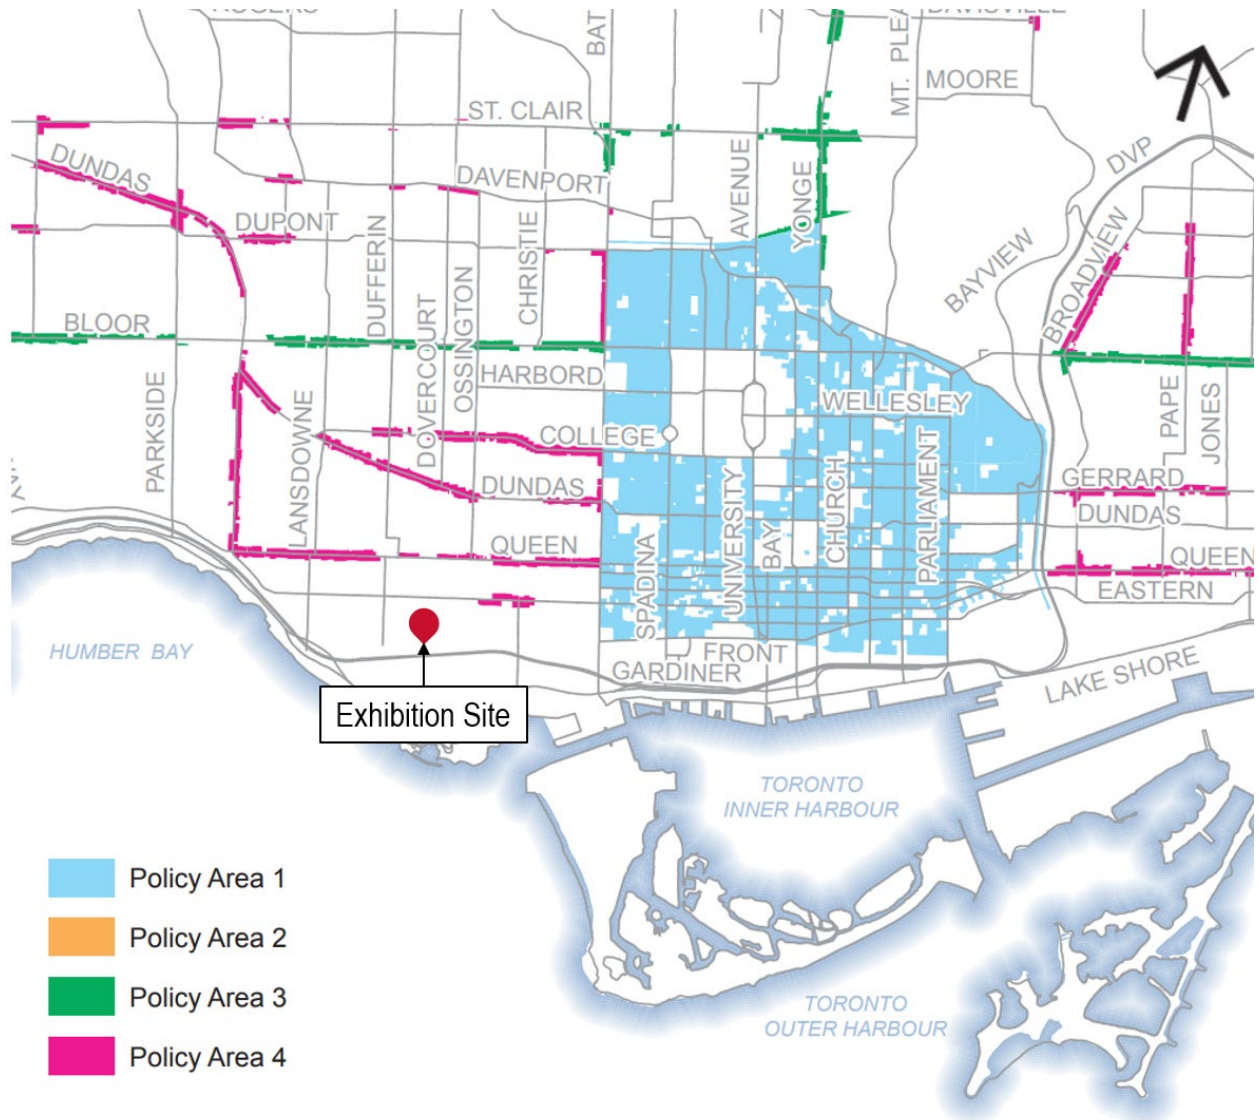 DAVISVILLE
ROGERS
BAT
MT. PLEA
MOORE
ST. CLAIR
DUNDAS
DAVENPORT
AVENUE
YONGE
DVP
DUPONT
DUFFERIN
CHRISTIE
OSSINGTON
DOVERCOURT
BAYVIEW
BROADVIEW
BLOOR
HARBORD
WELLESLEY
PARKSIDE
LANSDOWNE
COLLEGE
PAPE
JONES
DUNDAS
UNIVERSITY
BAY
CHURCH
PARLIAMENT
GERRARD
DUNDAS
QUEEN
SPADINA
QUEEN
EASTERN
HUMBER BAY
FRONT
GARDINER
LAKE SHORE
Exhibition Site
TORONTO
INNER HARBOUR
Policy Area 1
Policy Area 2
Policy Area 3
Policy Area 4
TORONTO
OUTER HARBOUR